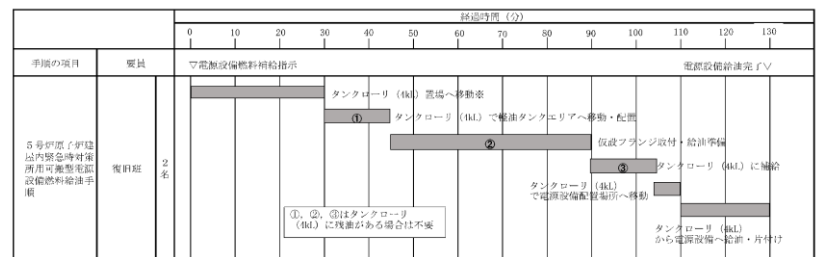 経過時間（分）
0 10 20 30 40 50 60 70 80 90 100 110 120 130
手順の項目 要員 ▽電源設備燃料補給指示 電源設備給油完了▽
タンクローリ（4kL）置場へ移動※
① タンクローリ（4kL）で軽油タンクエリアへ移動・配置
② 仮設フランジ取付・給油準備
5号炉原子炉建
屋内緊急時対策
所用可搬型電源
設備燃料給油手
順
復旧班
2
名
③ タンクローリ（4kL）に補給
タンクローリ（4kL）
で電源設備配置場所へ移動
①、②、③はタンクローリ
（4kL）に残油がある場合は不要
タンクローリ（4kL）
から電源設備へ給油・片付け